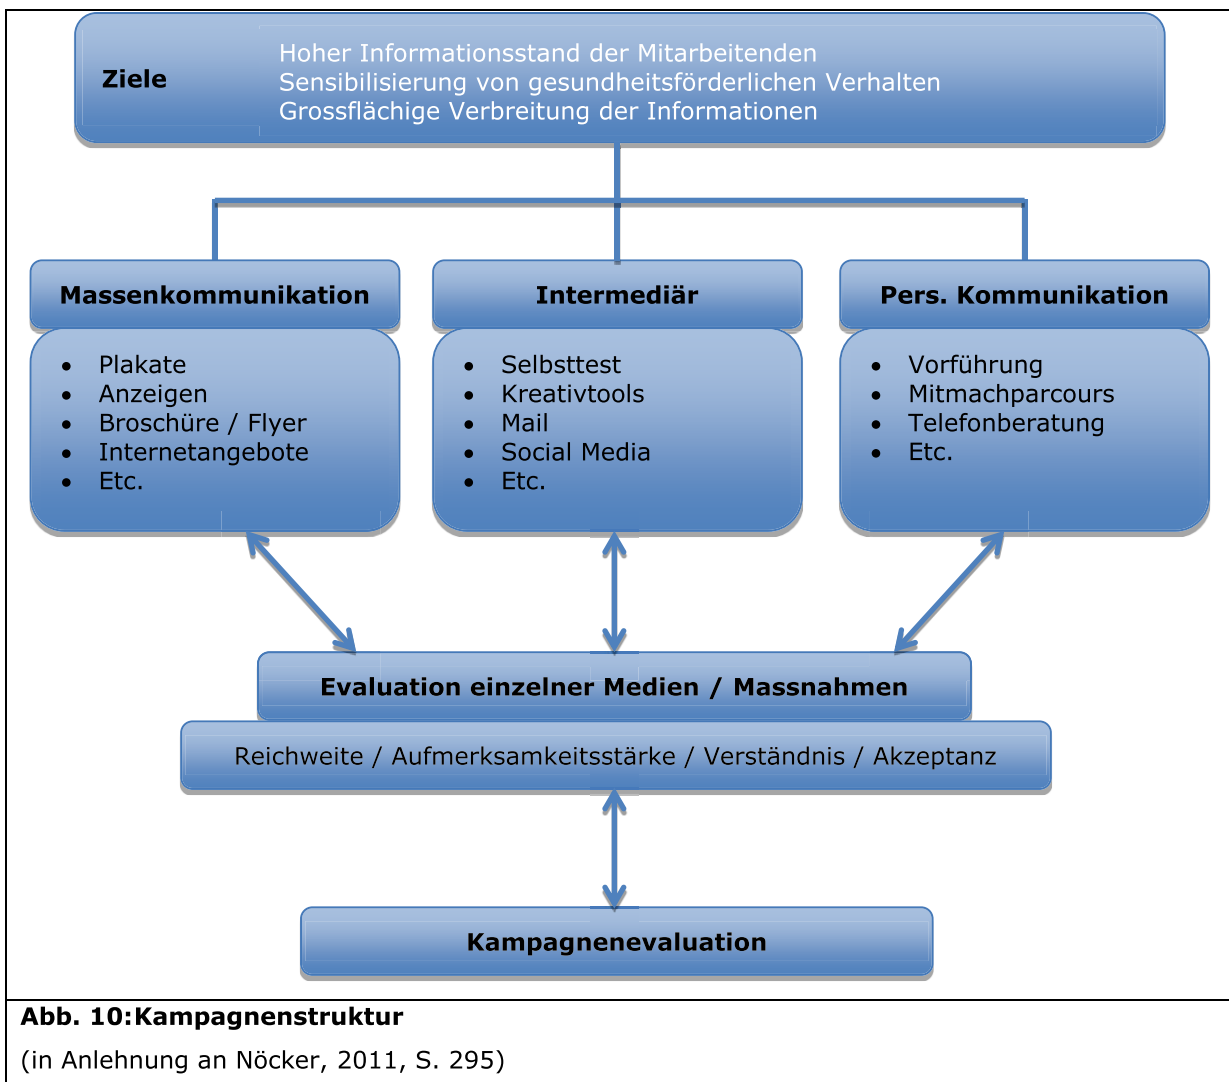 Ziele
Hoher Informationsstand der Mitarbeitenden
Sensibilisierung von gesundheitsförderlichen Verhalten
Grossflächige Verbreitung der Informationen
Massenkommunikation
• Plakate
• Anzeigen
• Broschüre / Flyer
• Internetangebote
• Etc.
Intermediär
• Selbsttest
• Kreativtools
• Mail
• Social Media
• Etc.
Pers. Kommunikation
• Vorführung
• Mitmachparcours
• Telefonberatung
• Etc.
Evaluation einzelner Medien / Massnahmen
Reichweite / Aufmerksamkeitsstärke / Verständnis / Akzeptanz
Kampagnenevaluation
Abb. 10:Kampagnenstruktur
(in Anlehnung an Nöcker, 2011, S. 295)